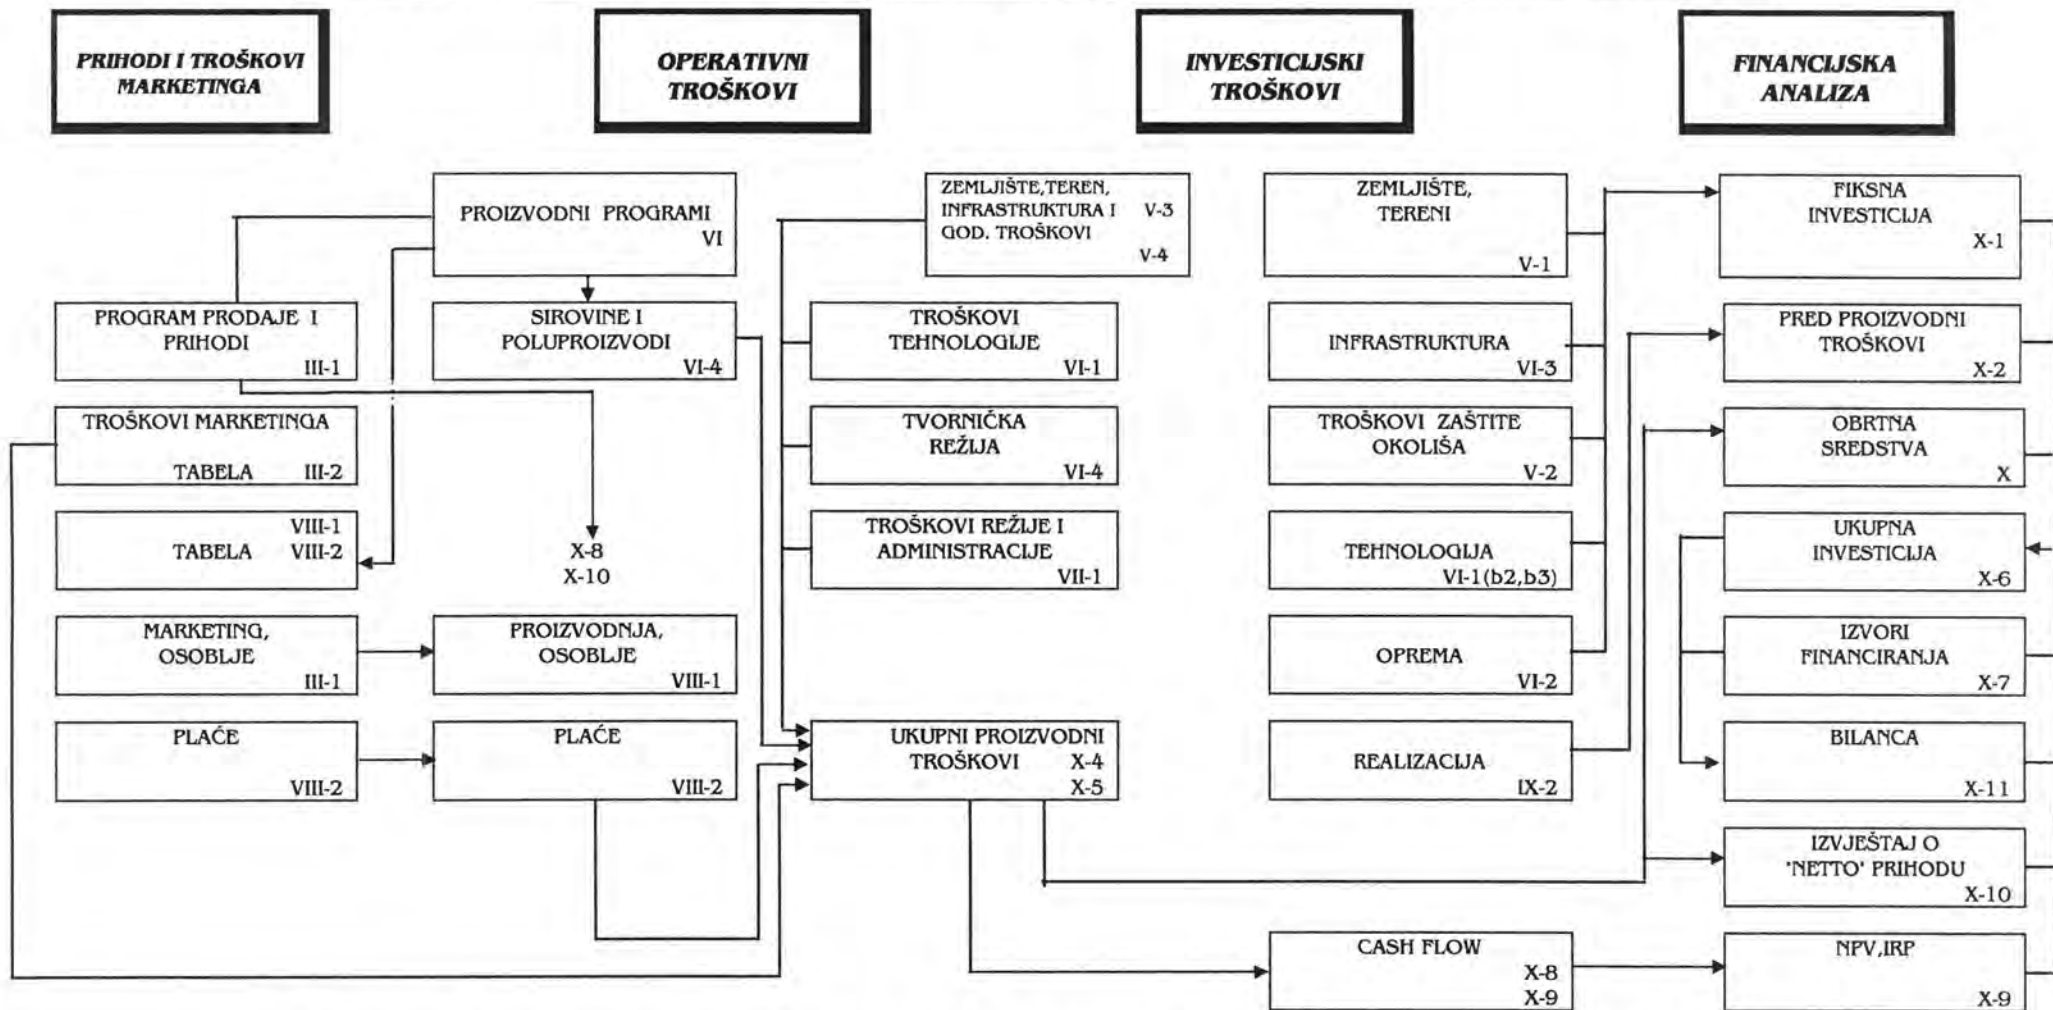 PRIHODI I TROŠKOVI
MARKETINGA
OPERATIVNI
TROŠKOVI
INVESTICIJSKI
TROŠKOVI
FINANCIJSKA
ANALIZA
PROIZVODNI PROGRAMI
VI
ZEMLJIŠTE,TEREN,
INFRASTRUKTURA I V-3
GOD. TROŠKOVI
V-4
ZEMLJIŠTE,
TERENI
V-1
FIKSNA
INVESTICIJA
X-1
PROGRAM PRODAJE I
PRIHODI
III-1
SIROVINE I
POLUPROIZVODI
VI-4
TROŠKOVI
TEHNOLOGIJE
VI-1
INFRASTRUKTURA
VI-3
PRED PROIZVODNI
TROŠKOVI
X-2
TROŠKOVI MARKETINGA
TABELA III-2
TVORNIČKA
REŽIJA
VI-4
TROŠKOVI ZAŠTITE
OKOLIŠA
V-2
OBRTNA
SREDSTVA
X
VIII-1
TABELA VIII-2
X-8
X-10
TROŠKOVI REŽIJE I
ADMINISTRACIJE
VII-1
TEHNOLOGIJA
VI-1(b2,b3)
UKUPNA
INVESTICIJA
X-6
MARKETING,
OSOBLJE
III-1
PROIZVODNJA,
OSOBLJE
VIII-1
OPREMA
VI-2
IZVORI
FINANCIRANJA
X-7
PLAĆE
VIII-2
PLAĆE
VIII-2
UKUPNI PROIZVODNI
TROŠKOVI X-4
X-5
REALIZACIJA
IX-2
BILANCA
X-11
IZVJEŠTAJ O
'NETTO' PRIHODU
X-10
CASH FLOW
X-8
X-9
NPV,IRP
X-9